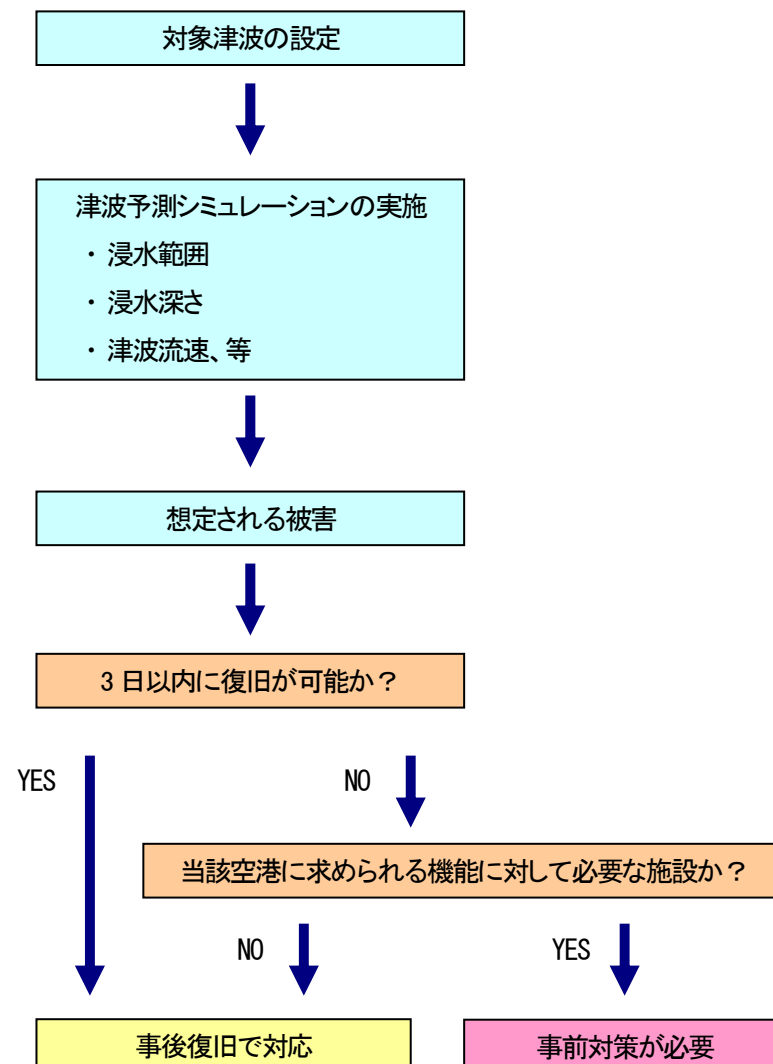 対象津波の設定
津波予測シミュレーションの実施
・ 浸水範囲
・ 浸水深さ
・ 津波流速、等
想定される被害
3 日以内に復旧が可能か？
YES
NO
当該空港に求められる機能に対して必要な施設か？
NO
YES
事後復旧で対応
事前対策が必要